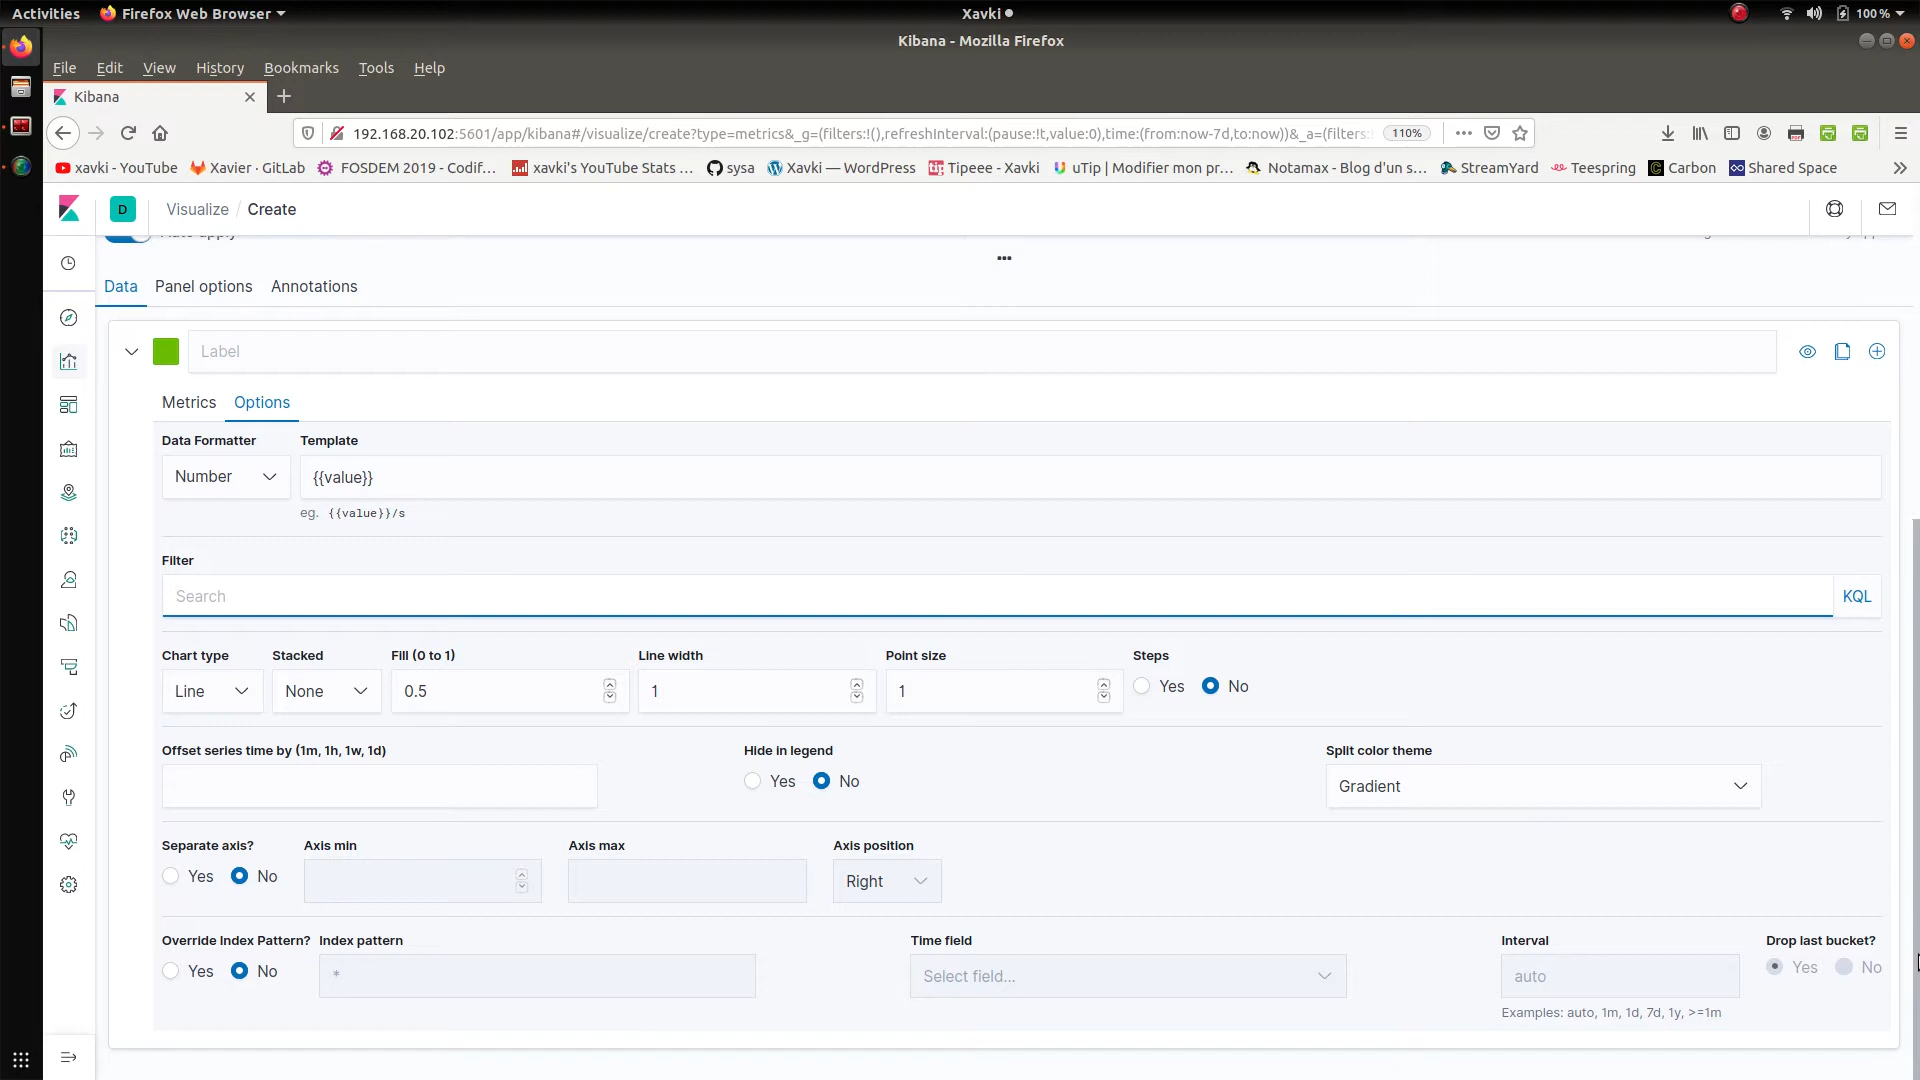 Activities Firefox Web Browser Xavki 100 %
Kibana - Mozilla Firefox
File Edit View History Bookmarks Tools Help
Kibana
192.168.20.102:5601/app/kibana#/visualize/create?type=metrics&_g=(filters:!(),refreshInterval:(pause:!t,value:0),time:(from:now-7d,to:now))&_a=(filters: 110%
xavki - YouTube Xavier · GitLab FOSDEM 2019 - Codif… xavki's YouTube Stats … sysa Xavki — WordPress Tipeee - Xavki uTip | Modifier mon pr… Notamax - Blog d'un s… StreamYard Teespring Carbon Shared Space
D Visualize / Create
Data Panel options Annotations
Label
Metrics Options
Data Formatter Template
Number {{value}}
eg. {{value}}/s
Filter
Search KQL
Chart type Stacked Fill (0 to 1) Line width Point size Steps
Line None 0.5 1 1 Yes No
Offset series time by (1m, 1h, 1w, 1d) Hide in legend Split color theme
Yes No Gradient
Separate axis? Axis min Axis max Axis position
Yes No Right
Override Index Pattern? Index pattern Time field Interval Drop last bucket?
Yes No * Select field... auto Yes No
Examples: auto, 1m, 1d, 7d, 1y, >=1m